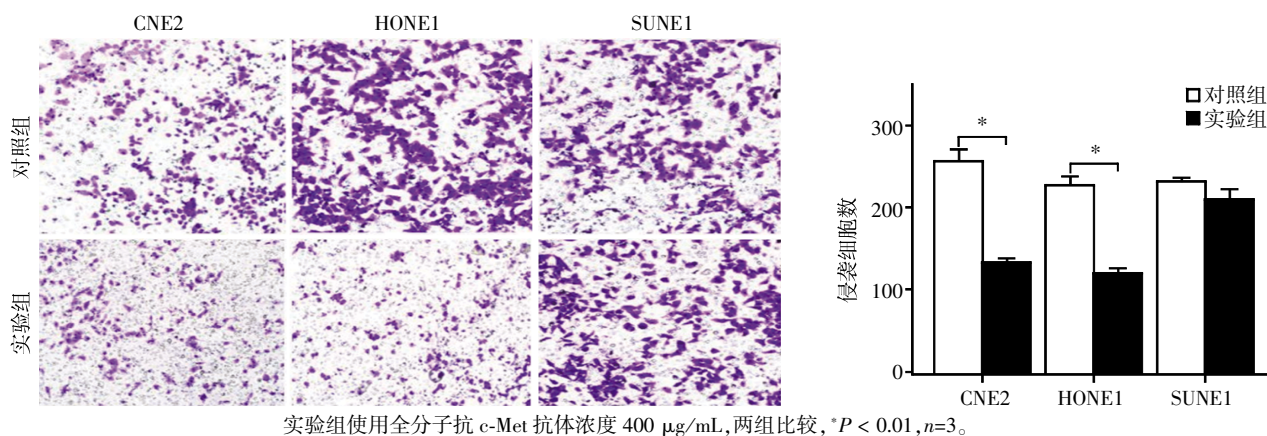 CNE2 HONE1 SUNE1
对照组
实验组
侵袭细胞数
300
200
100
0
□对照组
■实验组
*
*
CNE2 HONE1 SUNE1
实验组使用全分子抗 c-Met 抗体浓度 400 μg/mL,两组比较,*P < 0.01,n=3。